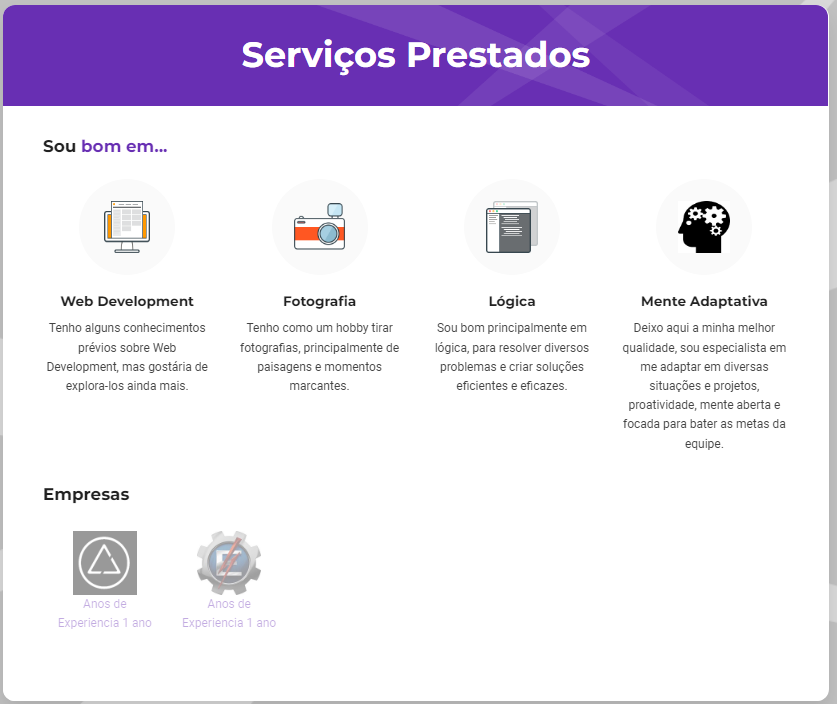 Serviços Prestados
Sou bom em...
Web Development
Tenho alguns conhecimentos
prévios sobre Web
Development, mas gostária de
explora-los ainda mais.
Fotografia
Tenho como um hobby tirar
fotografias, principalmente de
paisagens e momentos
marcantes.
Lógica
Sou bom principalmente em
lógica, para resolver diversos
problemas e criar soluções
eficientes e eficazes.
Mente Adaptativa
Deixo aqui a minha melhor
qualidade, sou especialista em
me adaptar em diversas
situações e projetos,
proatividade, mente aberta e
focada para bater as metas da
equipe.
Empresas
Anos de
Experiencia 1 ano
Anos de
Experiencia 1 ano